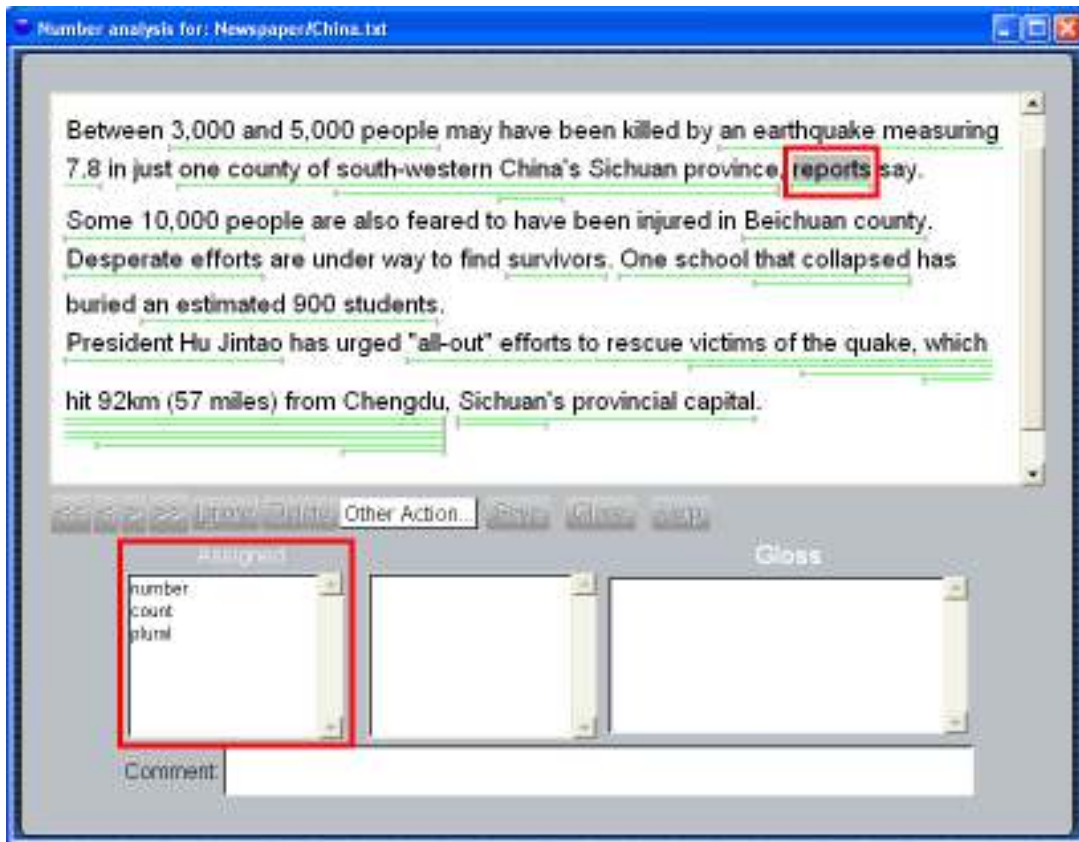 Number analysis for: Newspaper/China.txt
Between 3,000 and 5,000 people may have been killed by an earthquake measuring
7.8 in just one county of south-western China's Sichuan province, reports say.
Some 10,000 people are also feared to have been injured in Beichuan county.
Desperate efforts are under way to find survivors. One school that collapsed has
buried an estimated 900 students.
President Hu Jintao has urged "all-out" efforts to rescue victims of the quake, which
hit 92km (57 miles) from Chengdu, Sichuan's provincial capital.
<< < > >> Delete Other Action... Save Close Help
Assigned
Gloss
number
count
plural
Comment: